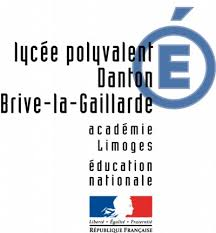 lycée polyvalent
Danton
Brive-la-Gaillarde
É
académie
Limoges
éducation
nationale
Liberté • Égalité • Fraternité
RÉPUBLIQUE FRANÇAISE